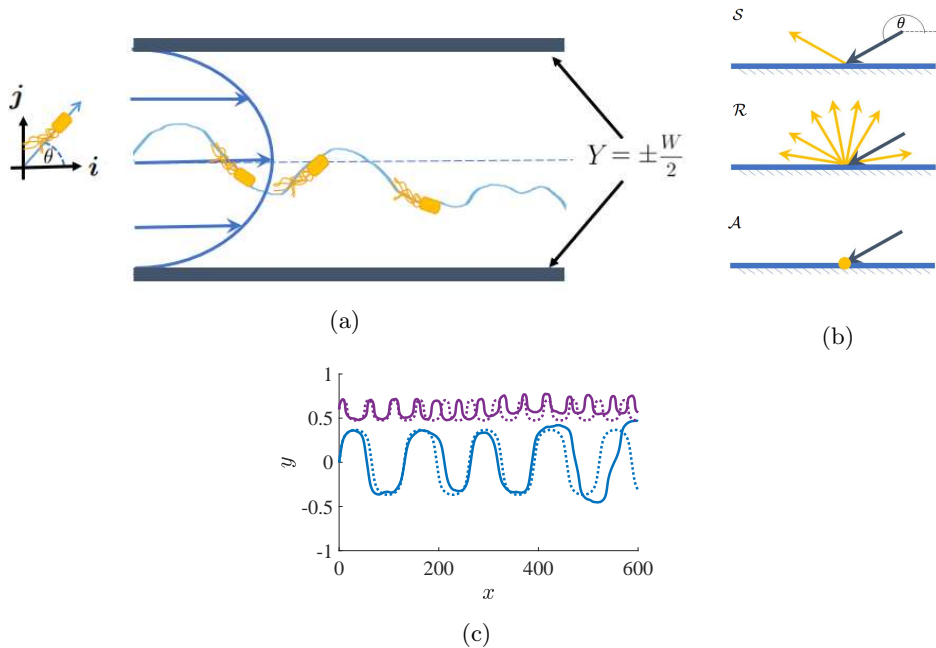 j
θ
i
Y = ± W/2
(a)
𝒮
θ
ℛ
𝒜
(b)
1
0.5
0
-0.5
-1
y
0
200
400
600
x
(c)